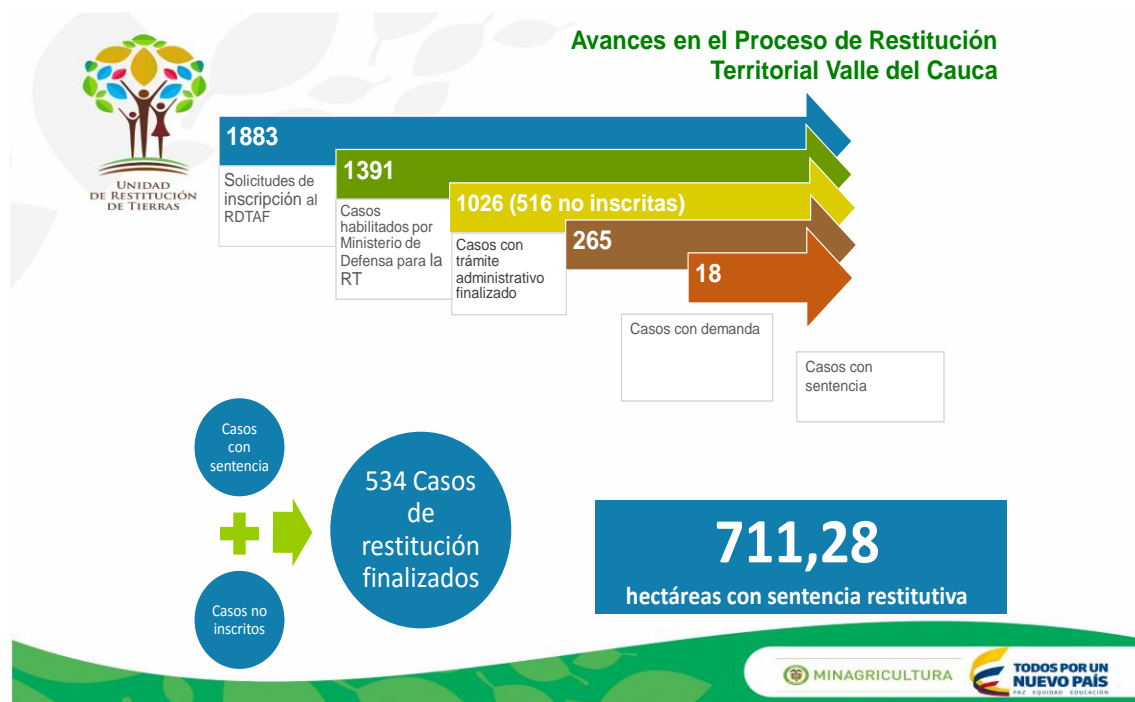 Avances en el Proceso de Restitución
Territorial Valle del Cauca
UNIDAD
DE RESTITUCIÓN
DE TIERRAS
1883
Solicitudes de
inscripción al
RDTAF
1391
Casos
habilitados por
Ministerio de
Defensa para la
RT
1026 (516 no inscritas)
Casos con
trámite
administrativo
finalizado
265
Casos con demanda
18
Casos con
sentencia
Casos
con
sentencia
Casos no
inscritos
534 Casos
de
restitución
finalizados
711,28
hectáreas con sentencia restitutiva
MINAGRICULTURA
TODOS POR UN
NUEVO PAÍS
PAZ EQUIDAD EDUCACIÓN